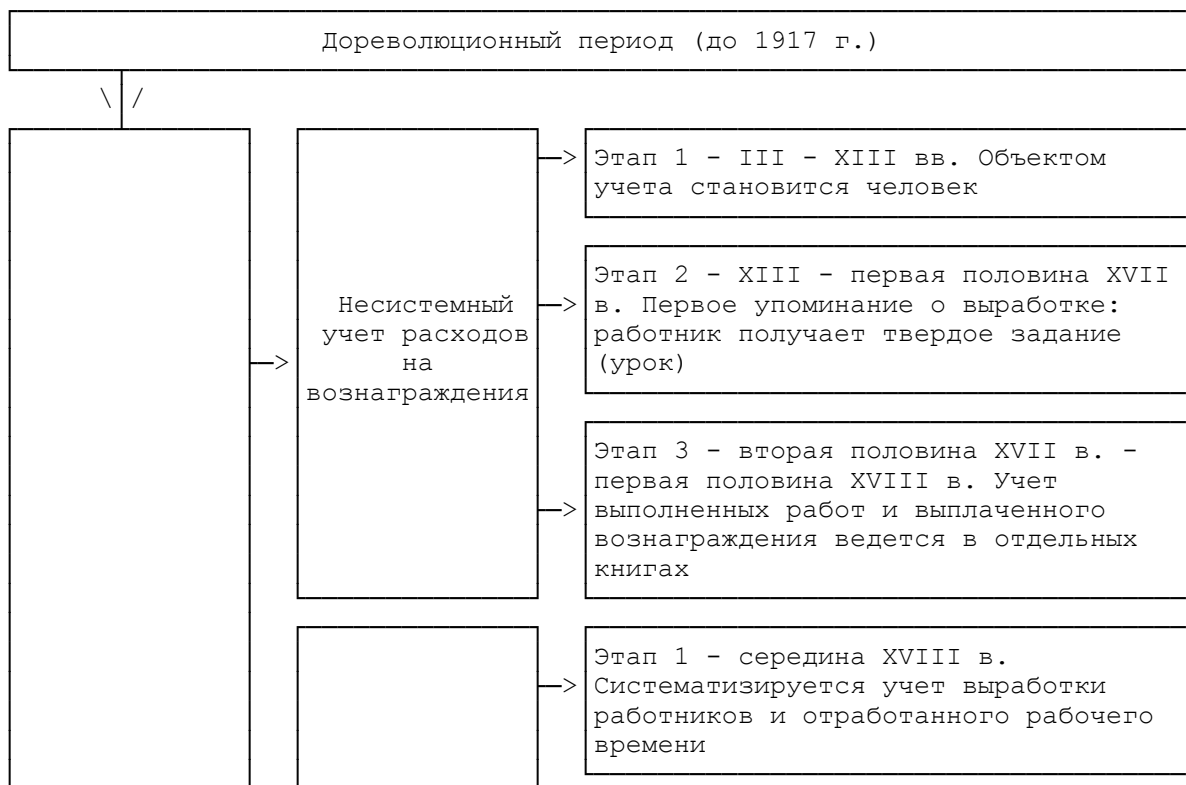 Дореволюционный период (до 1917 г.)
Этап 1 - III - XIII вв. Объектом
учета становится человек
Несистемный
учет расходов
на
вознаграждения
Этап 2 - XIII - первая половина XVII
в. Первое упоминание о выработке:
работник получает твердое задание
(урок)
Этап 3 - вторая половина XVII в. -
первая половина XVIII в. Учет
выполненных работ и выплаченного
вознаграждения ведется в отдельных
книгах
Этап 1 - середина XVIII в.
Систематизируется учет выработки
работников и отработанного рабочего
времени